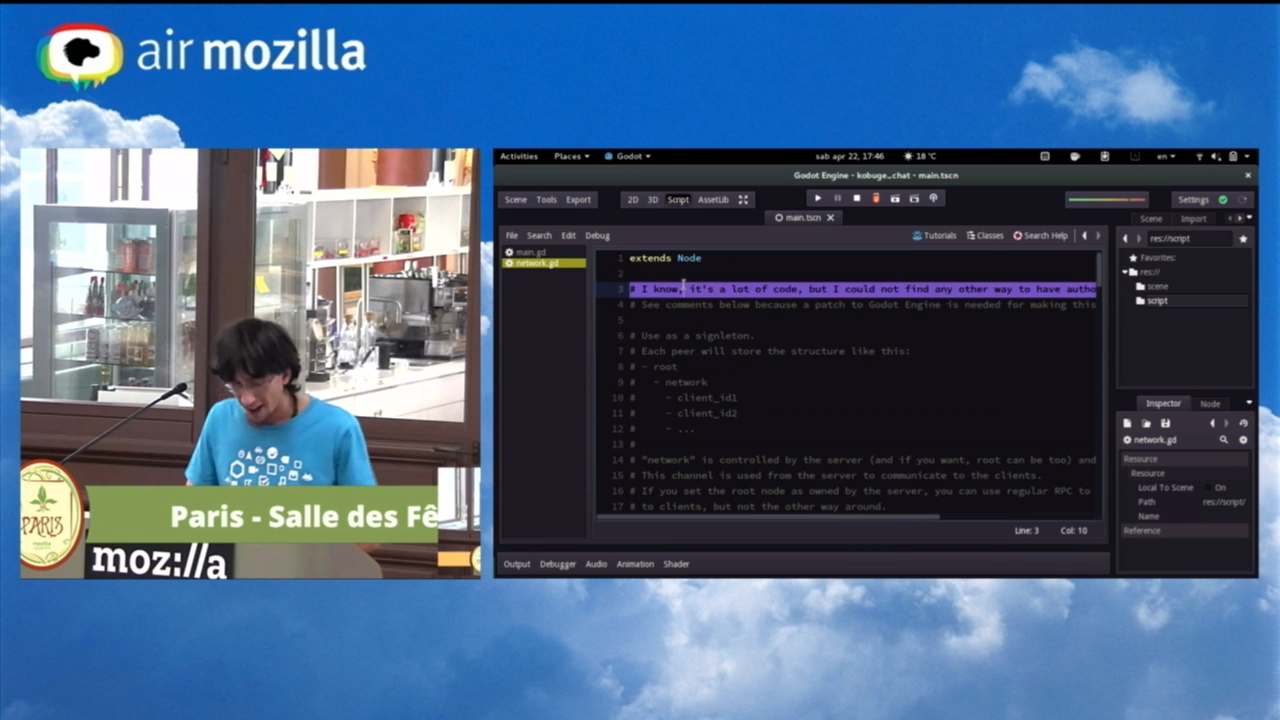 air mozilla
PARIS
mozilla
Paris - Salle des Fê
moz://a
Activities Places Godot sab apr 22, 17:46 18 °C en
Godot Engine - kobuge_chat - main.tscn
Scene Tools Export 2D 3D Script AssetLib Settings
main.tscn
Scene Import
File Search Edit Debug Tutorials Classes Search Help
res://script
main.gd
network.gd
Favorites:
res://
scene
script
1 extends Node
2
3 # I know, it's a lot of code, but I could not find any other way to have autho
4 # See comments below because a patch to Godot Engine is needed for making this
5
6 # Use as a signleton.
7 # Each peer will store the structure like this:
8 # - root
9 #   - network
10 #     - client_id1
11 #     - client_id2
12 #     - ...
13 #
14 # "network" is controlled by the server (and if you want, root can be too) and
15 # This channel is used from the server to communicate to the clients.
16 # If you set the root node as owned by the server, you can use regular RPC to
17 # to clients, but not the other way around.
Line: 3 Col: 10
Output Debugger Audio Animation Shader
Inspector Node
network.gd
Resource
Resource
Local To Scene On
Path res://script/
Name
Reference